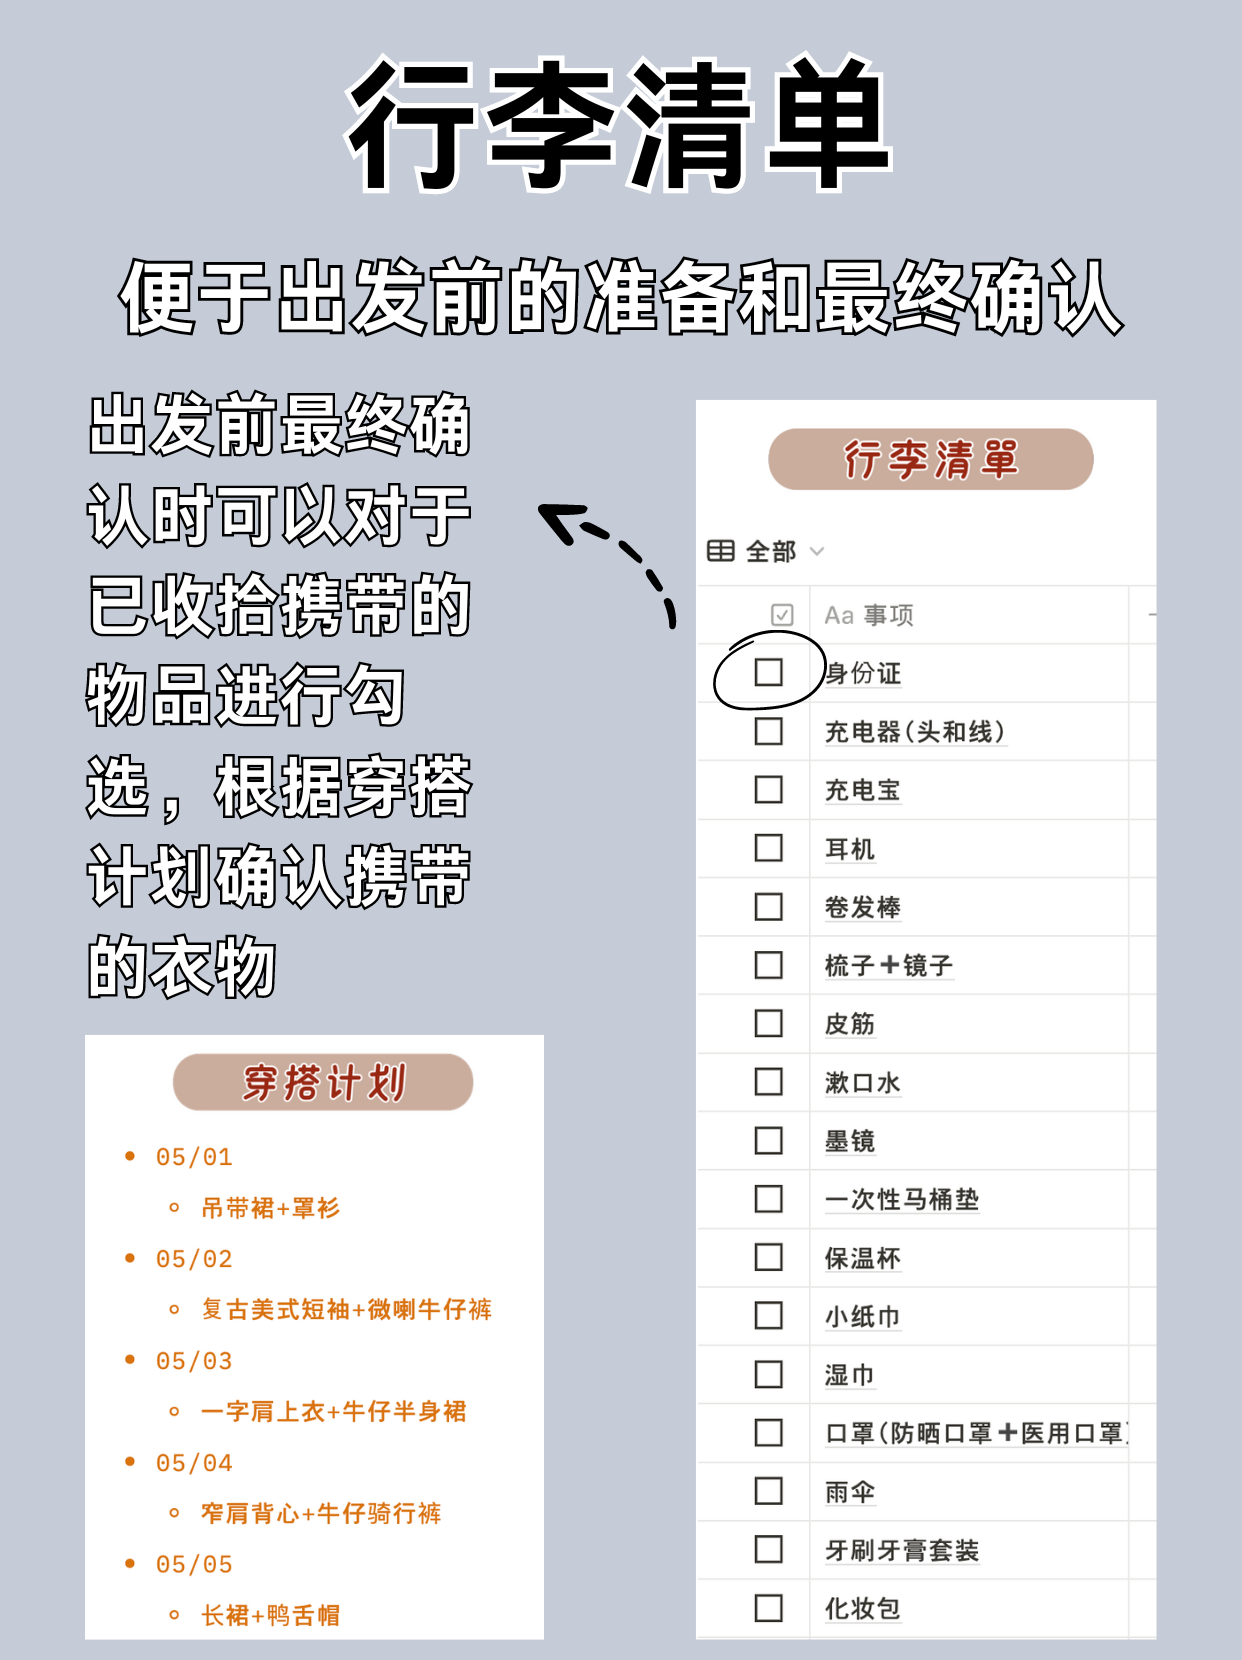 行李清单
便于出发前的准备和最终确认
出发前最终确
认时可以对于
已收拾携带的
物品进行勾
选，根据穿搭
计划确认携带
的衣物
穿搭计划
05/01
吊带裙+罩衫
05/02
复古美式短袖+微喇牛仔裤
05/03
一字肩上衣+牛仔半身裙
05/04
窄肩背心+牛仔骑行裤
05/05
长裙+鸭舌帽
行李清單
全部
Aa 事项
身份证
充电器(头和线)
充电宝
耳机
卷发棒
梳子+镜子
皮筋
漱口水
墨镜
一次性马桶垫
保温杯
小纸巾
湿巾
口罩(防晒口罩+医用口罩)
雨伞
牙刷牙膏套装
化妆包